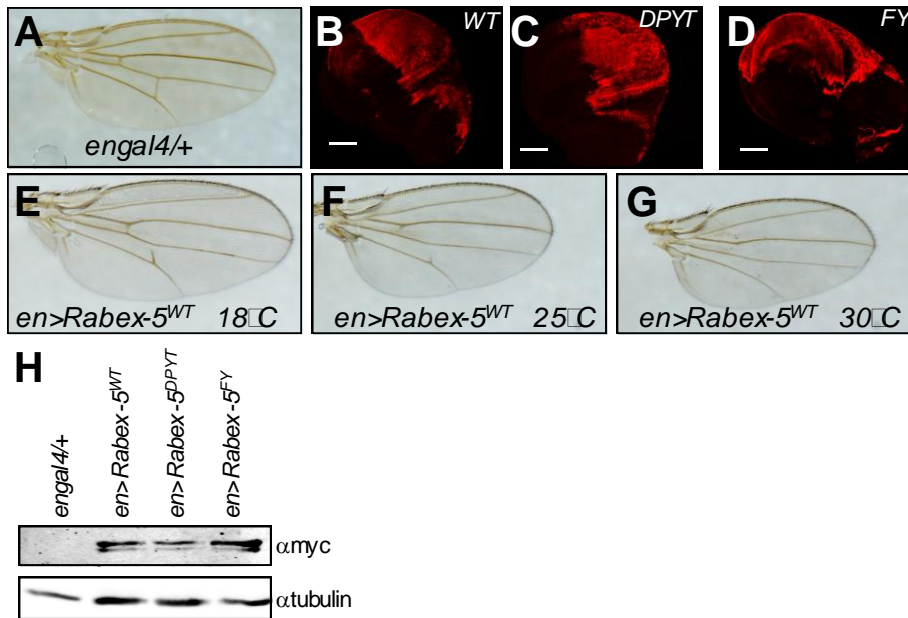 A
engal4/+
B
WT
C
DPYT
D
FY
E
en>Rabex-5WT 18□C
F
en>Rabex-5WT 25□C
G
en>Rabex-5WT 30□C
H
engal4/+
en>Rabex-5WT
en>Rabex-5DPYT
en>Rabex-5FY
αmyc
αtubulin